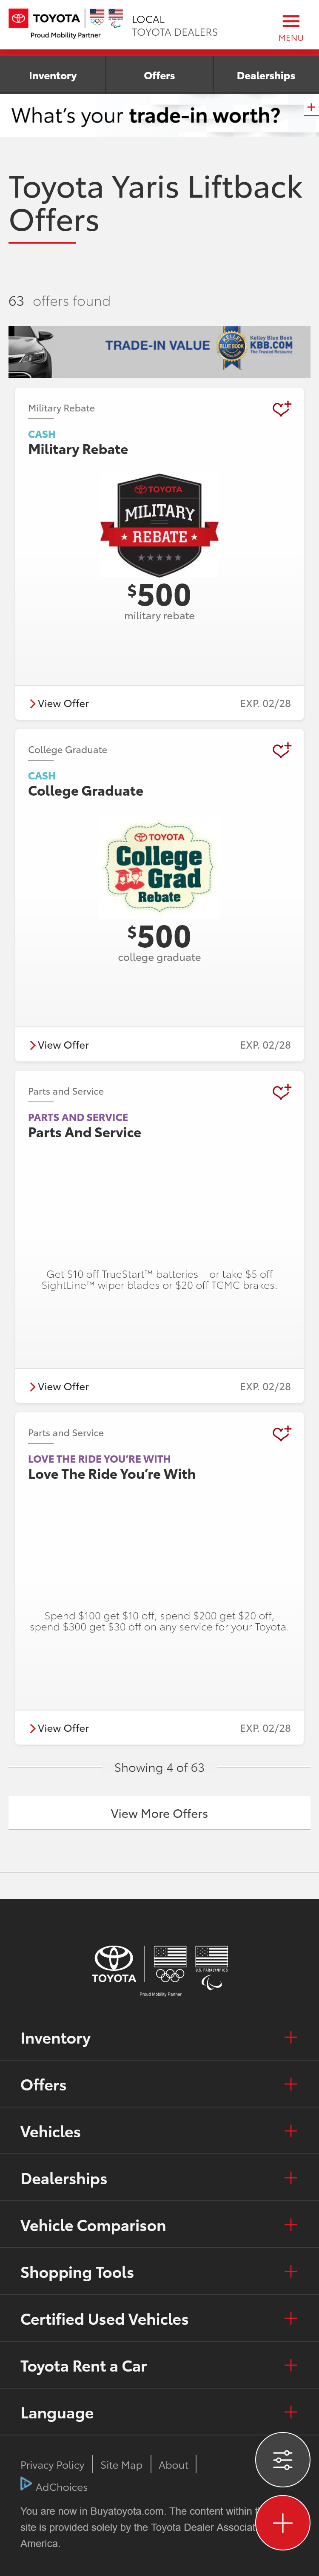 TOYOTA
Proud Mobility Partner
LOCAL
TOYOTA DEALERS
MENU
Inventory
Offers
Dealerships
What's your trade-in worth?
Toyota Yaris Liftback
Offers
63 offers found
TRADE-IN VALUE
Kelley Blue Book
KBB.COM
The Trusted Resource
Military Rebate
CASH
Military Rebate
TOYOTA
MILITARY
REBATE
$500
military rebate
View Offer
EXP. 02/28
College Graduate
CASH
College Graduate
TOYOTA
College
Grad
Rebate
$500
college graduate
View Offer
EXP. 02/28
Parts and Service
PARTS AND SERVICE
Parts And Service
Get $10 off TrueStart™ batteries—or take $5 off
SightLine™ wiper blades or $20 off TCMC brakes.
View Offer
EXP. 02/28
Parts and Service
LOVE THE RIDE YOU'RE WITH
Love The Ride You're With
Spend $100 get $10 off, spend $200 get $20 off,
spend $300 get $30 off on any service for your Toyota.
View Offer
EXP. 02/28
Showing 4 of 63
View More Offers
TOYOTA
U.S. PARALYMPICS
Proud Mobility Partner
Inventory
Offers
Vehicles
Dealerships
Vehicle Comparison
Shopping Tools
Certified Used Vehicles
Toyota Rent a Car
Language
Privacy Policy
Site Map
About
AdChoices
You are now in Buyatoyota.com. The content within
site is provided solely by the Toyota Dealer Associat
America.